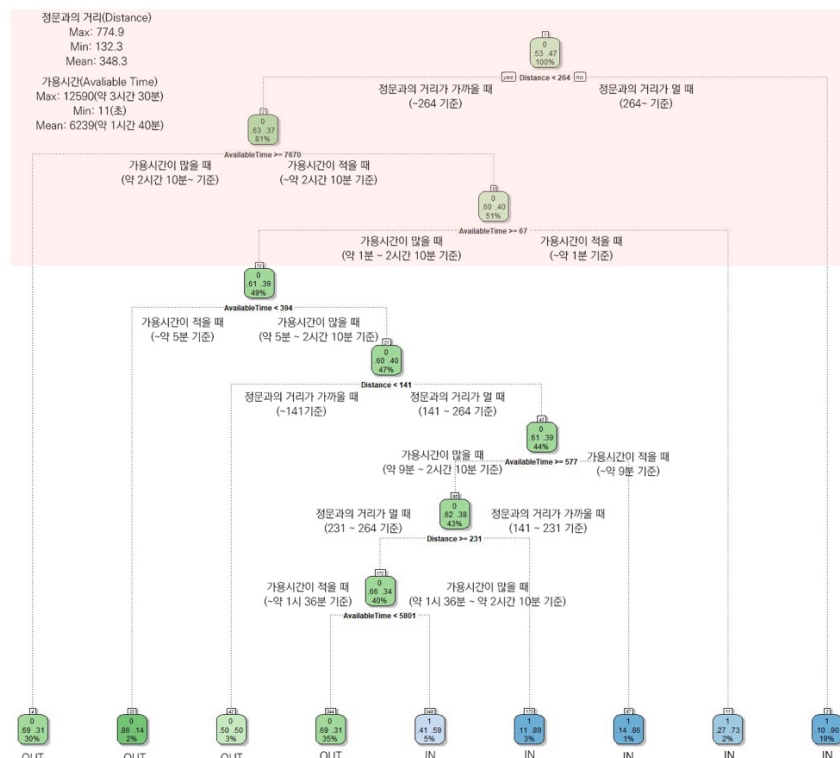 정문과의 거리(Distance)
Max: 774.9
Min: 132.3
Mean: 348.3
가용시간(Avaliable Time)
Max: 12590(약 3시간 30분)
Min: 11(초)
Mean: 6239(약 1시간 40분)
1
0
.53 .47
100%
yes Distance < 264 no
정문과의 거리가 가까울 때
(~264 기준)
정문과의 거리가 멀 때
(264~ 기준)
2
0
.63 .37
81%
AvailableTime >= 7670
가용시간이 많을 때
(약 2시간 10분~ 기준)
가용시간이 적을 때
(~약 2시간 10분 기준)
5
0
.60 .40
51%
AvailableTime >= 67
가용시간이 많을 때
(약 1분 ~ 2시간 10분 기준)
가용시간이 적을 때
(~약 1분 기준)
10
0
.61 .39
49%
AvailableTime < 394
가용시간이 적을 때
(~약 5분 기준)
가용시간이 많을 때
(약 5분 ~ 2시간 10분 기준)
21
0
.60 .40
47%
Distance < 141
정문과의 거리가 가까울 때
(~141기준)
정문과의 거리가 멀 때
(141 ~ 264 기준)
43
0
.61 .39
44%
AvailableTime >= 577
가용시간이 많을 때
(약 9분 ~ 2시간 10분 기준)
가용시간이 적을 때
(~약 9분 기준)
86
0
.62 .38
43%
Distance >= 231
정문과의 거리가 멀 때
(231 ~ 264 기준)
정문과의 거리가 가까울 때
(141 ~ 231 기준)
172
0
.66 .34
40%
AvailableTime < 5801
가용시간이 적을 때
(~약 1시 36분 기준)
가용시간이 많을 때
(약 1시 36분 ~ 약 2시간 10분 기준)
4
0
.69 .31
30%
OUT
20
0
.86 .14
2%
OUT
42
0
.50 .50
3%
OUT
344
0
.69 .31
35%
OUT
345
1
.41 .59
5%
IN
173
1
.11 .89
3%
IN
87
1
.14 .86
1%
IN
11
1
.27 .73
2%
IN
3
1
.10 .90
19%
IN